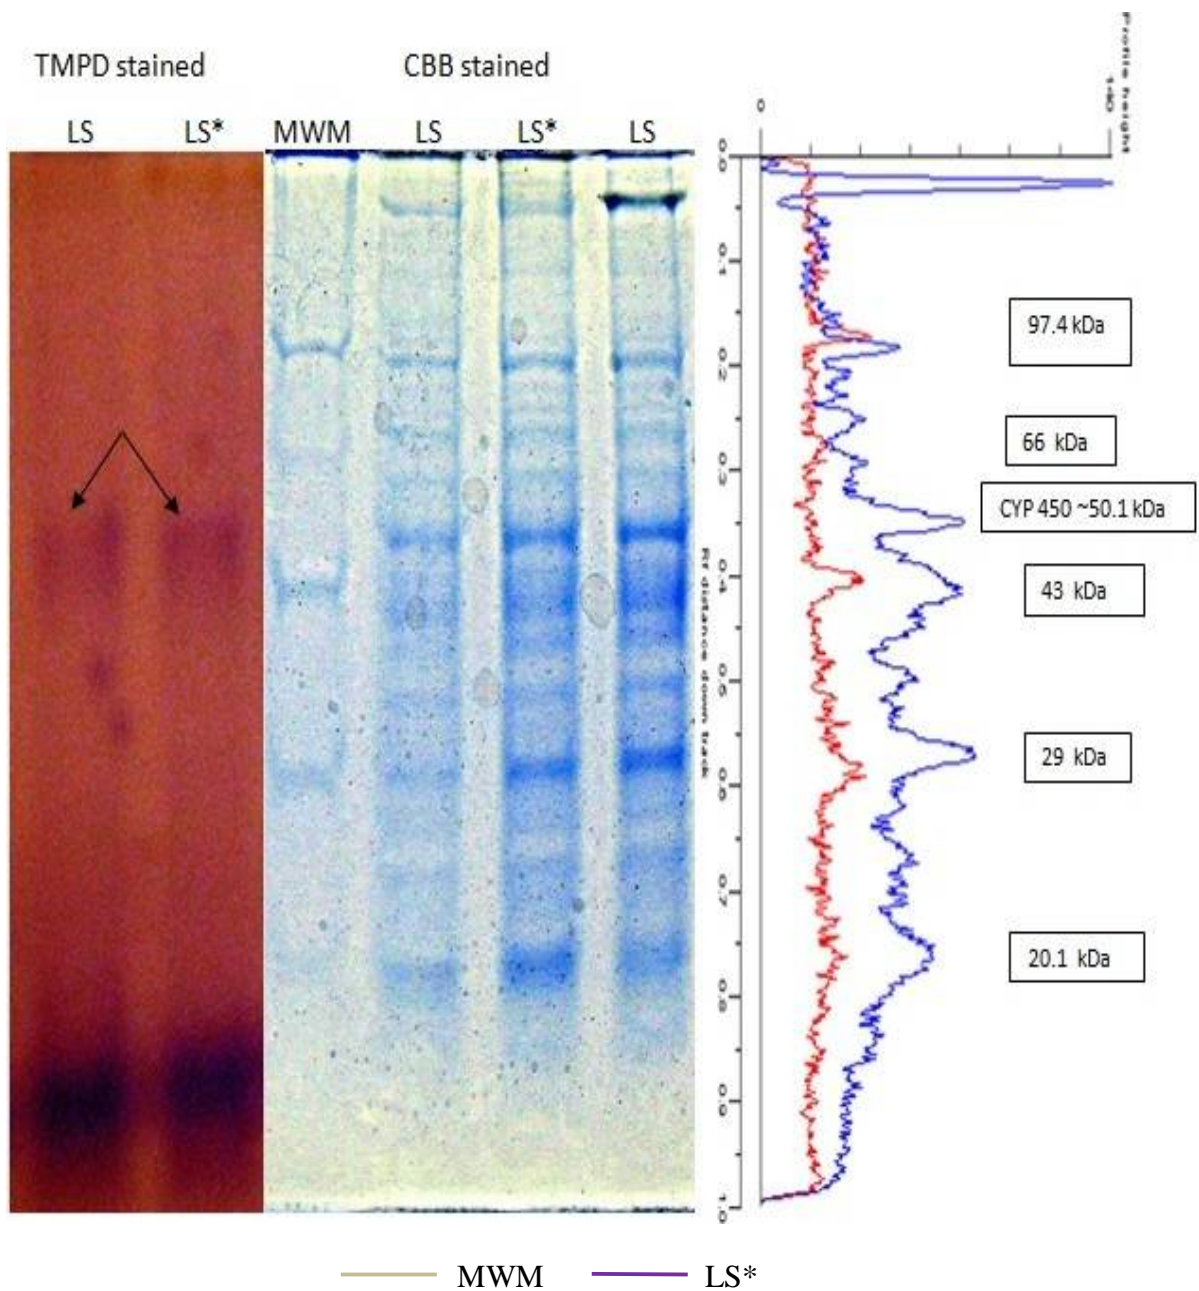 TMPD stained
CBB stained
LS
LS*
MWM
LS
LS*
LS
Profile height
0
140
Rf distance down track
0.0
0.1
0.2
0.3
0.4
0.5
0.6
0.7
0.8
0.9
1.0
97.4 kDa
66 kDa
CYP 450 ~50.1 kDa
43 kDa
29 kDa
20.1 kDa
MWM
LS*